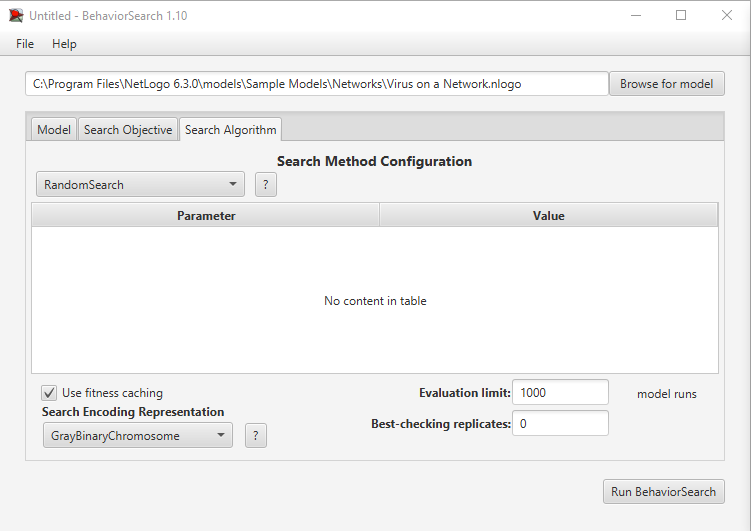 Untitled - BehaviorSearch 1.10
File Help
C:\Program Files\NetLogo 6.3.0\models\Sample Models\Networks\Virus on a Network.nlogo Browse for model
Model Search Objective Search Algorithm
Search Method Configuration
RandomSearch ?
Parameter Value
No content in table
Use fitness caching Evaluation limit: 1000 model runs
Search Encoding Representation
Best-checking replicates: 0
GrayBinaryChromosome ?
Run BehaviorSearch